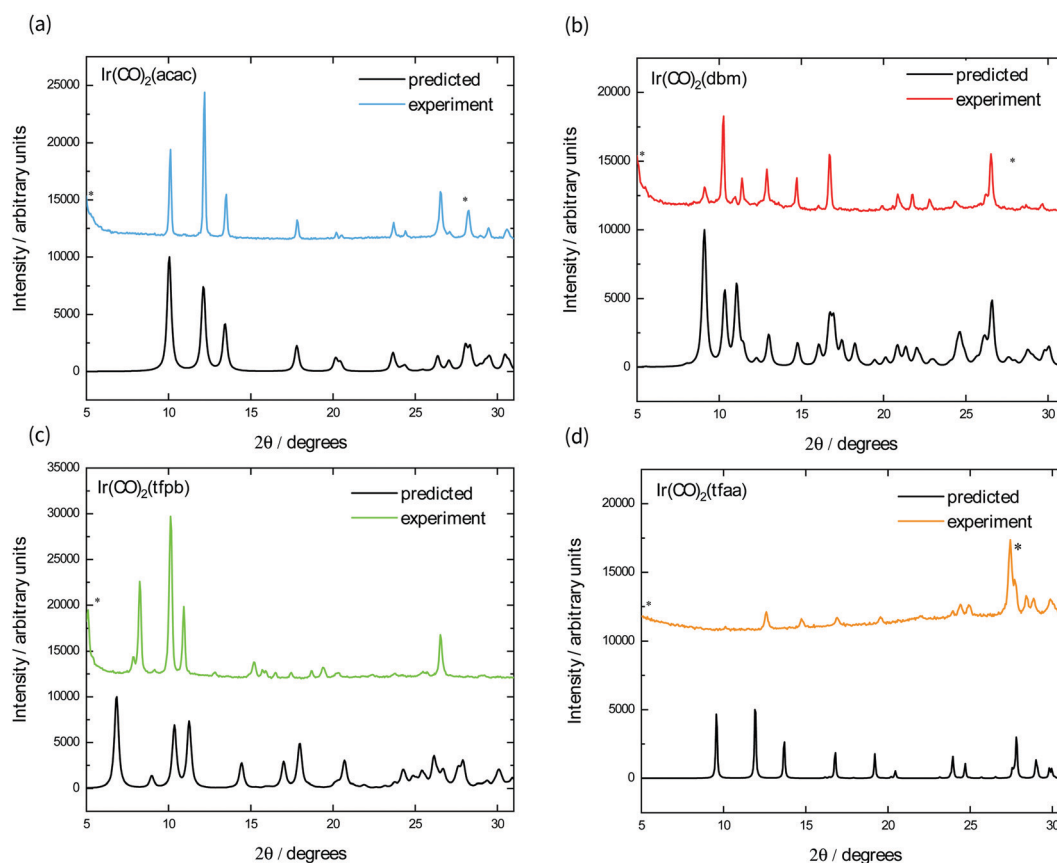 (a)
Ir(CO)2(acac)
predicted
experiment
*
*
Intensity / arbitrary units
25000
20000
15000
10000
5000
0
5 10 15 20 25 30
2θ / degrees
(b)
Ir(CO)2(dbm)
predicted
experiment
*
*
Intensity / arbitrary units
20000
15000
10000
5000
0
5 10 15 20 25 30
2θ / degrees
(c)
Ir(CO)2(tfpb)
predicted
experiment
*
Intensity / arbitrary units
35000
30000
25000
20000
15000
10000
5000
0
5 10 15 20 25 30
2θ / degrees
(d)
Ir(CO)2(tfaa)
predicted
experiment
*
*
Intensity / arbitrary units
20000
15000
10000
5000
0
5 10 15 20 25 30
2θ / degrees